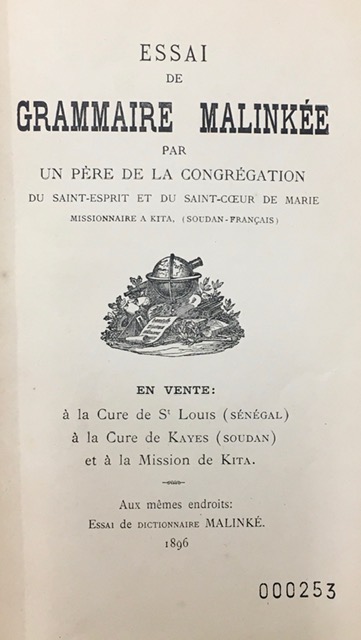 ESSAI
DE
GRAMMAIRE MALINKÉE
PAR
UN PÈRE DE LA CONGRÉGATION
DU SAINT-ESPRIT ET DU SAINT-CŒUR DE MARIE
MISSIONNAIRE A KITA, (SOUDAN-FRANÇAIS)
EN VENTE:
à la Cure de St Louis (SÉNÉGAL)
à la Cure de KAYES (SOUDAN)
et à la Mission de KITA.
Aux mêmes endroits:
ESSAI DE DICTIONNAIRE MALINKÉ.
1896
000253